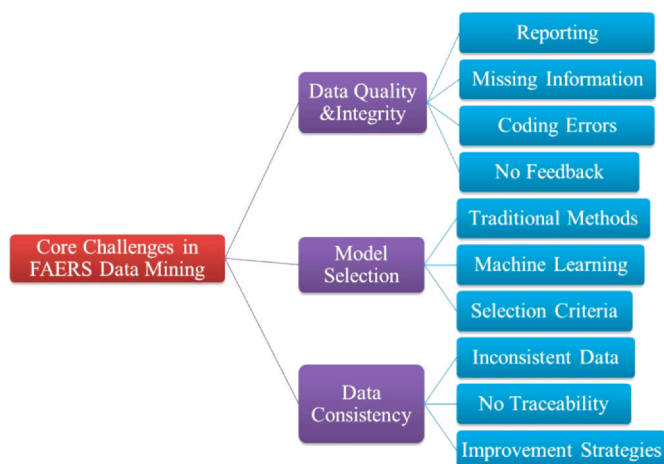 Core Challenges in
FAERS Data Mining
Data Quality
&Integrity
Reporting
Missing Information
Coding Errors
No Feedback
Model
Selection
Traditional Methods
Machine Learning
Selection Criteria
Data
Consistency
Inconsistent Data
No Traceability
Improvement Strategies